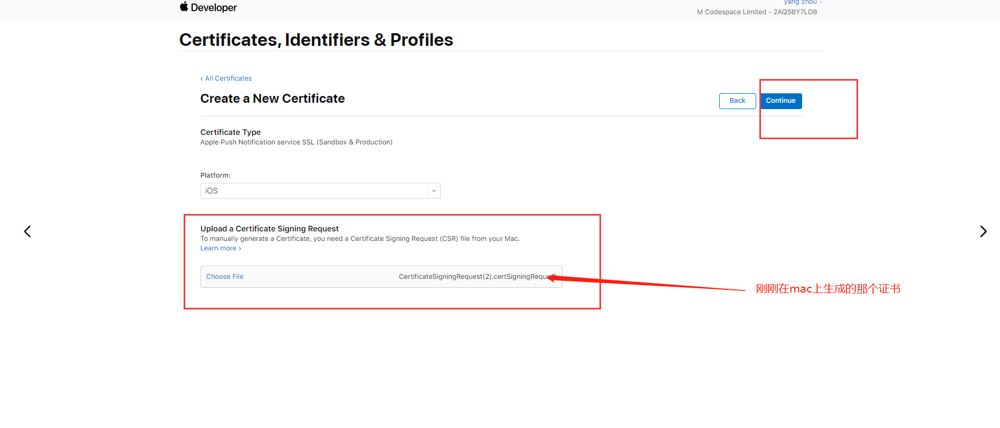 Developer
yang zhou
M Codespace Limited - 2AQSBY7LD8
Certificates, Identifiers & Profiles
‹ All Certificates
Create a New Certificate
Back
Continue
Certificate Type
Apple Push Notification service SSL (Sandbox & Production)
Platform:
iOS
Upload a Certificate Signing Request
To manually generate a Certificate, you need a Certificate Signing Request (CSR) file from your Mac.
Learn more ›
Choose File
CertificateSigningRequest(2).certSigningRequest
刚刚在mac上生成的那个证书